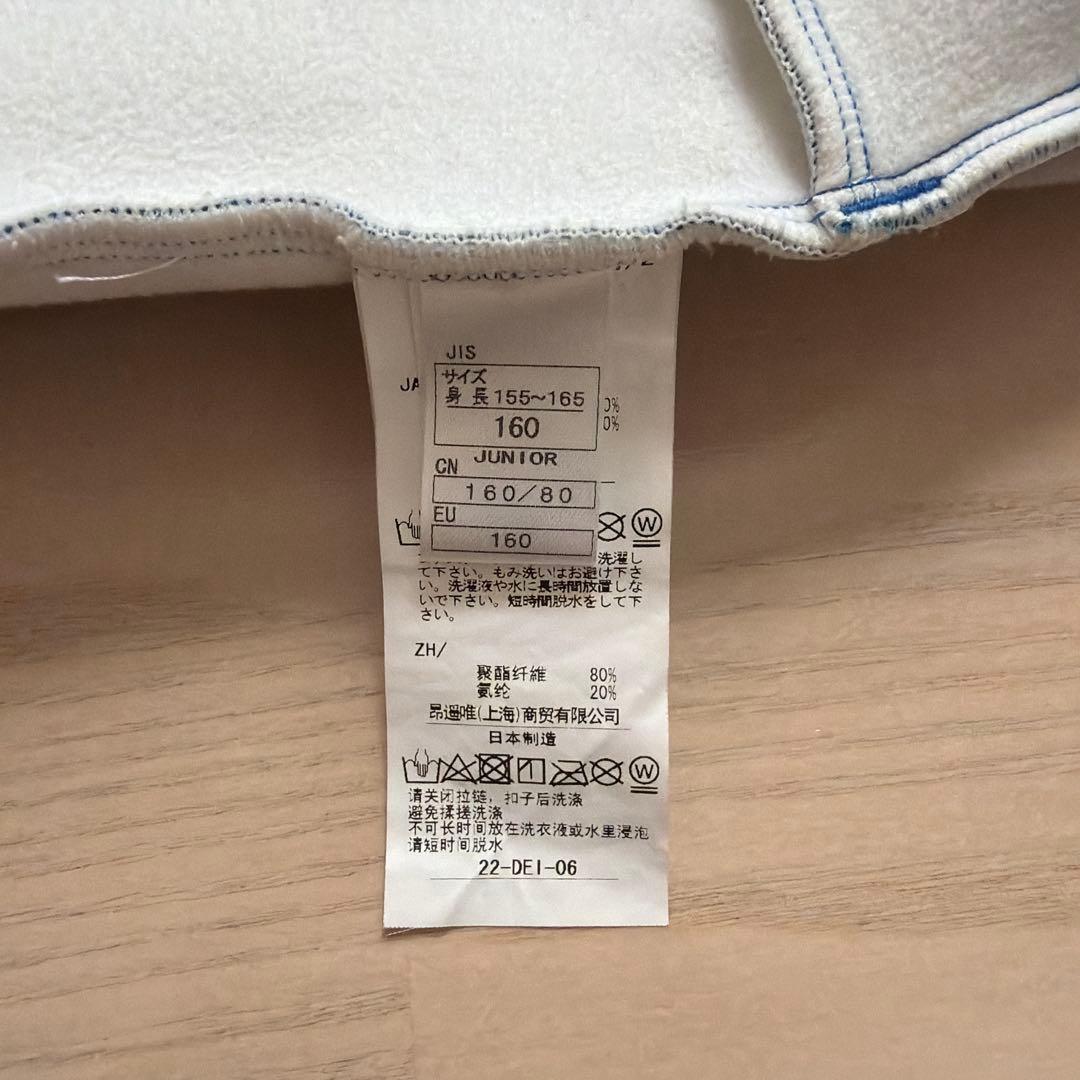 JIS
サイズ
身長155〜165
160
JUNIOR
CN
160/80
EU
160
JA
0%
0%
W
洗濯し
て下さい。もみ洗いはお避け下さ
い。洗濯液や水に長時間放置しな
いで下さい。短時間脱水をして下
さい。
ZH/
聚酯纤维 80%
氨纶 20%
昂遥唯(上海)商贸有限公司
日本制造
W
请关闭拉链，扣子后洗涤
避免揉搓洗涤
不可长时间放在洗衣液或水里浸泡
请短时间脱水
22-DEI-06